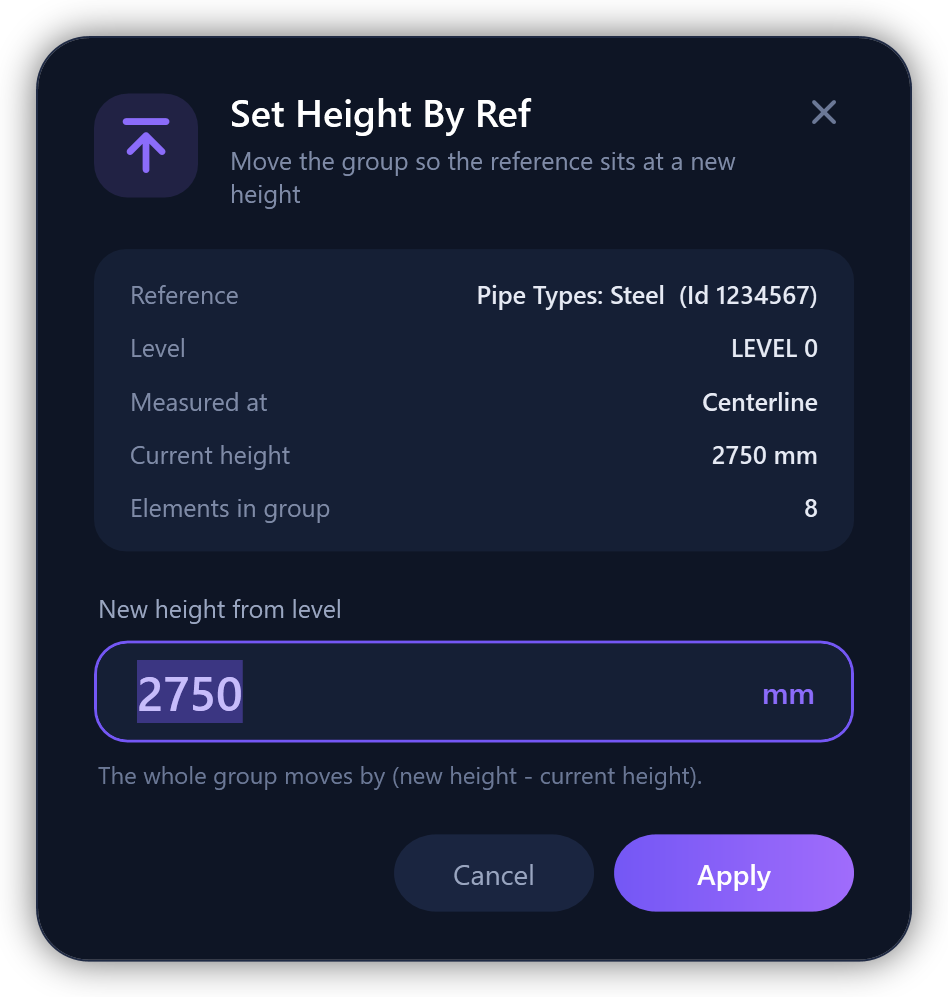 Set Height By Ref
Move the group so the reference sits at a new
height
Reference Pipe Types: Steel  (Id 1234567)
Level LEVEL 0
Measured at Centerline
Current height 2750 mm
Elements in group 8
New height from level
2750 mm
The whole group moves by (new height - current height).
Cancel Apply